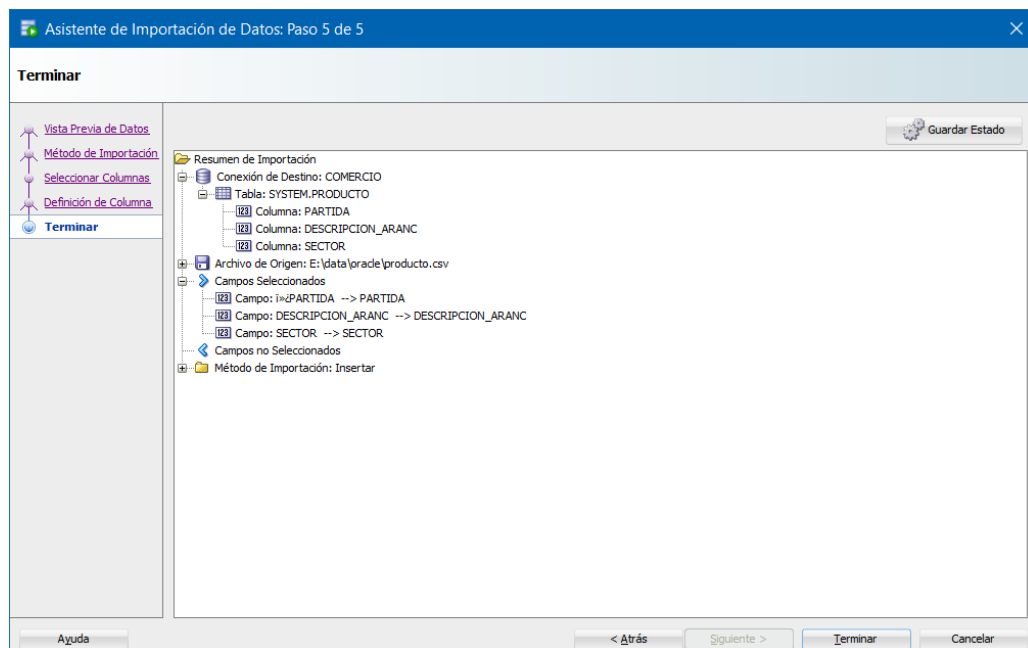 Asistente de Importación de Datos: Paso 5 de 5
Terminar
Vista Previa de Datos
Método de Importación
Seleccionar Columnas
Definición de Columna
Terminar
Guardar Estado
Resumen de Importación
Conexión de Destino: COMERCIO
Tabla: SYSTEM.PRODUCTO
Columna: PARTIDA
Columna: DESCRIPCION_ARANC
Columna: SECTOR
Archivo de Origen: E:\data\oracle\producto.csv
Campos Seleccionados
Campo: ï»¿PARTIDA --> PARTIDA
Campo: DESCRIPCION_ARANC --> DESCRIPCION_ARANC
Campo: SECTOR --> SECTOR
Campos no Seleccionados
Método de Importación: Insertar
Ayuda
< Atrás
Siguiente >
Terminar
Cancelar